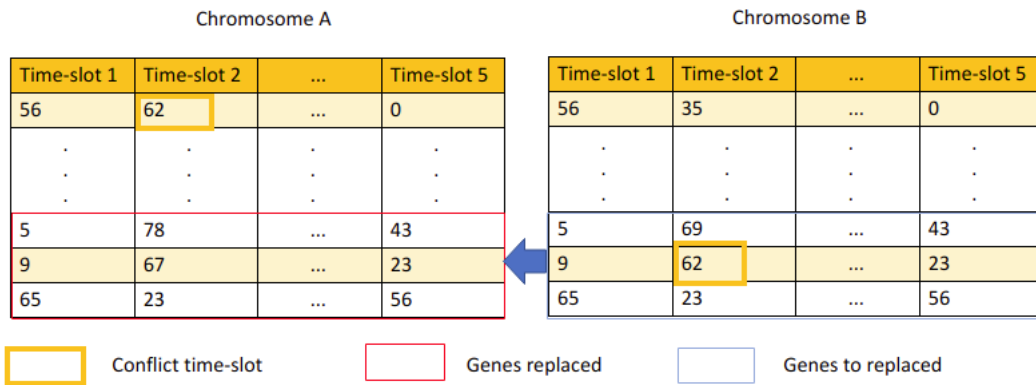 Chromosome A
Time-slot 1 Time-slot 2 ... Time-slot 5
56 62 ... 0
. . . .
. . . .
. . . .
5 78 ... 43
9 67 ... 23
65 23 ... 56
Chromosome B
Time-slot 1 Time-slot 2 ... Time-slot 5
56 35 ... 0
. . . .
. . . .
. . . .
5 69 ... 43
9 62 ... 23
65 23 ... 56
Conflict time-slot
Genes replaced
Genes to replaced